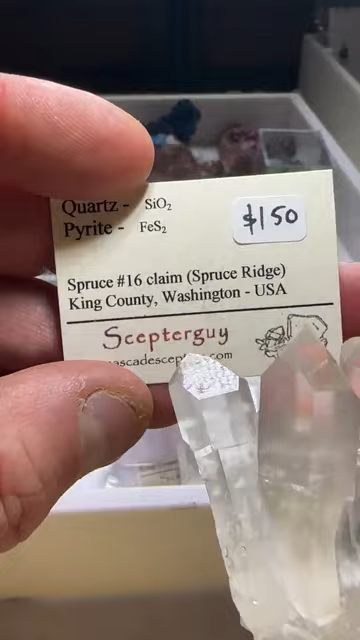 Quartz - SiO₂
$150
Pyrite - FeS₂
Spruce #16 claim (Spruce Ridge)
King County, Washington - USA
Scepterguy